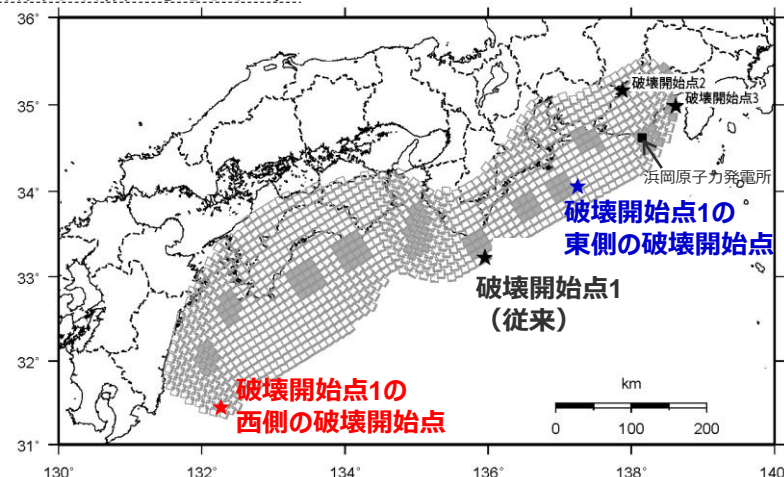 36°
35°
34°
33°
32°
31°
破壊開始点2
破壊開始点3
浜岡原子力発電所
破壊開始点1の
東側の破壊開始点
破壊開始点1
（従来）
破壊開始点1の
西側の破壊開始点
km
0 100 200
130° 132° 134° 136° 138° 140